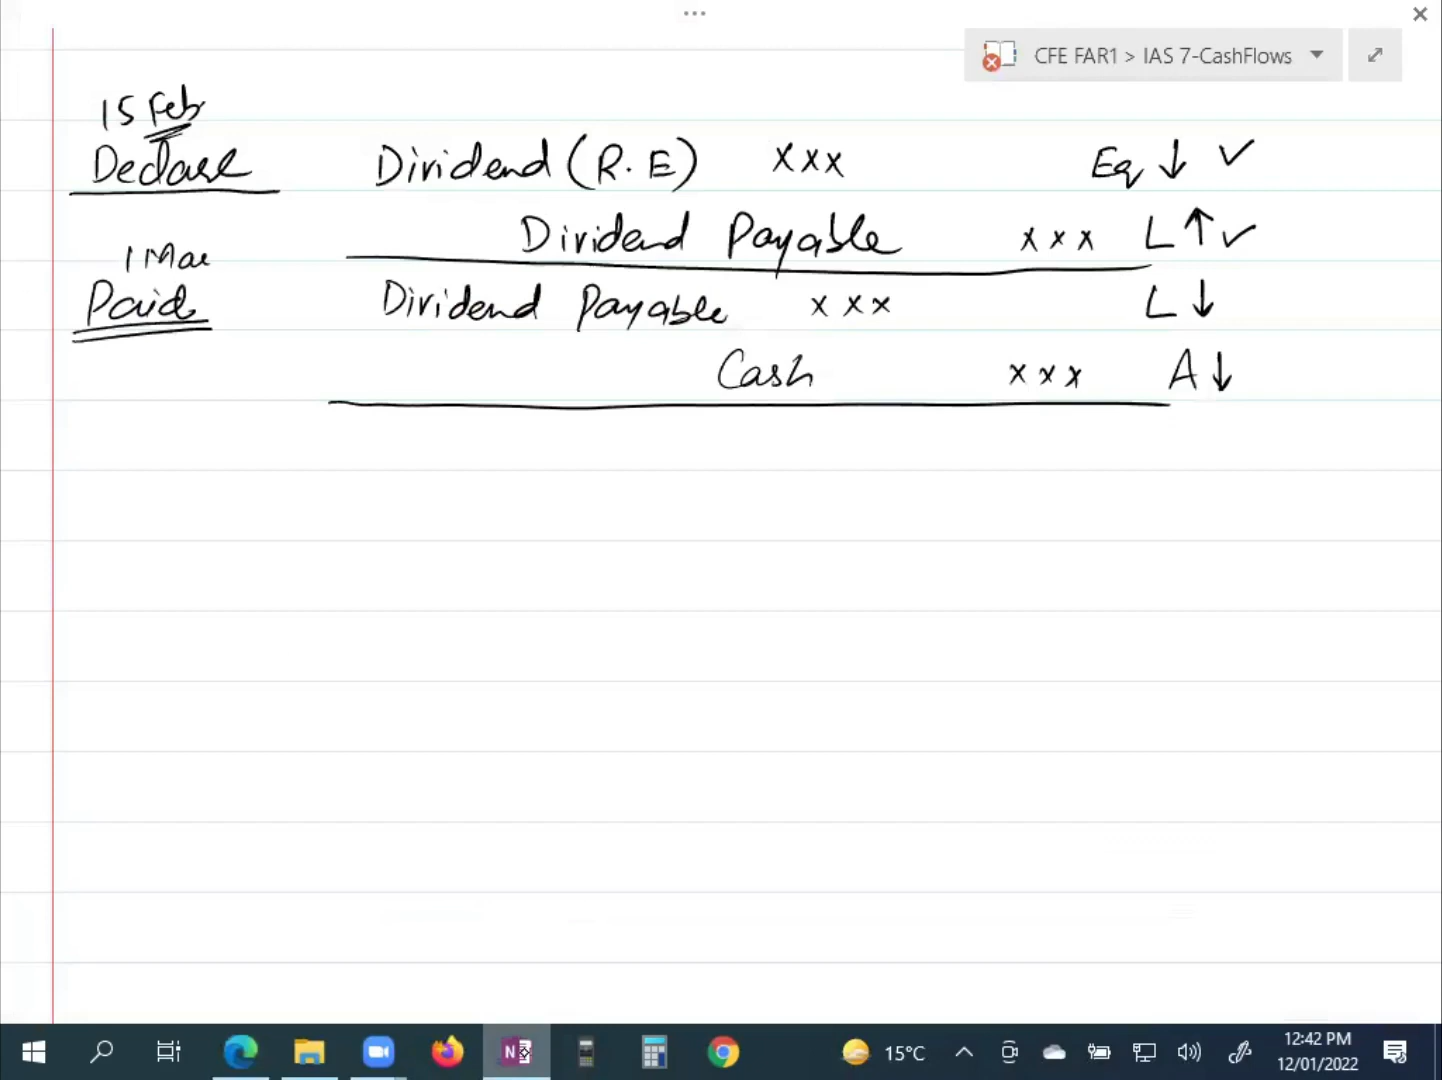 CFE FAR1 > IAS 7-CashFlows
15 Feb
Declare Dividend (R.E) xxx Eq ↓ ✓
Dividend Payable xxx L ↑ ✓
1 Mar
Paid Dividend Payable xxx L ↓
Cash xxx A ↓
15°C
12:42 PM
12/01/2022